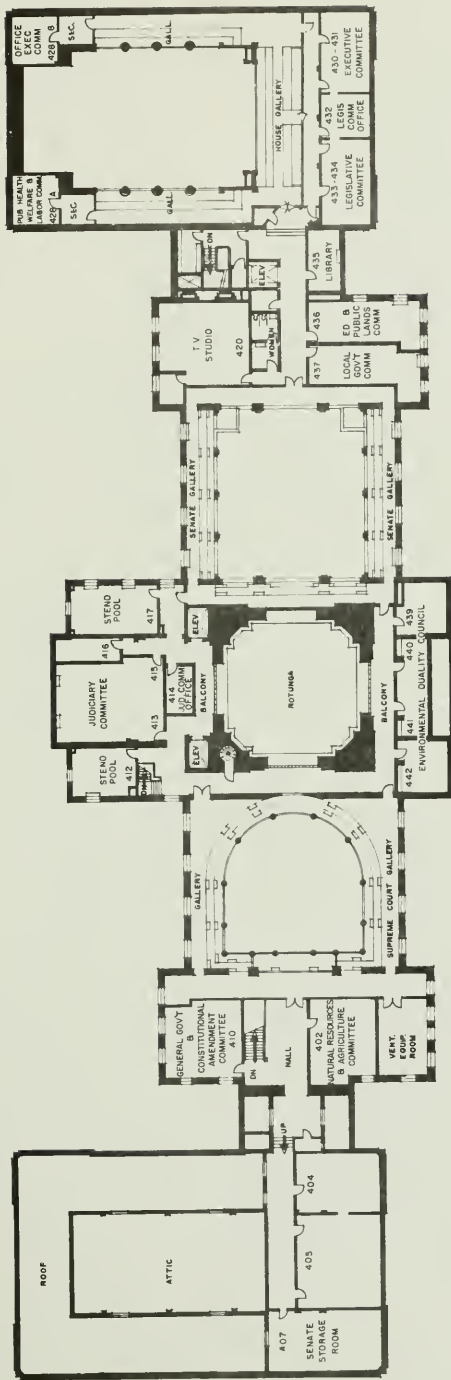 ROOF
ATTIC
407
SENATE
STORAGE
ROOM
405
404
UP
GENERAL GOV'T
&
CONSTITUTIONAL
AMENDMENT
COMMITTEE 410
DN
HALL
402
NATURAL RESOURCES
& AGRICULTURE
COMMITTEE
VENT.
EQUIP.
ROOM
GALLERY
SUPREME COURT GALLERY
STENO
POOL
412
DN
JUDICIARY
COMMITTEE
413
414
JUD COMM
OFFICE
415
416
STENO
POOL
417
ELEV
BALCONY
ELEV
ROTUNDA
BALCONY
442
441
440
439
ENVIRONMENTAL QUALITY COUNCIL
SENATE GALLERY
SENATE GALLERY
T.V.
STUDIO
420
DN
ELEV
WOMEN
437
LOCAL
GOV'T
COMM
436
ED &
PUBLIC
LANDS
COMM
435
LIBRARY
PUB HEALTH
WELFARE &
LABOR COMM
428 A
SEC.
GALL.
OFFICE
EXEC
COMM
428 B
SEC.
GALL.
HOUSE GALLERY
433-434
LEGISLATIVE
COMMITTEE
432
LEGIS
COMM
OFFICE
430-431
EXECUTIVE
COMMITTEE